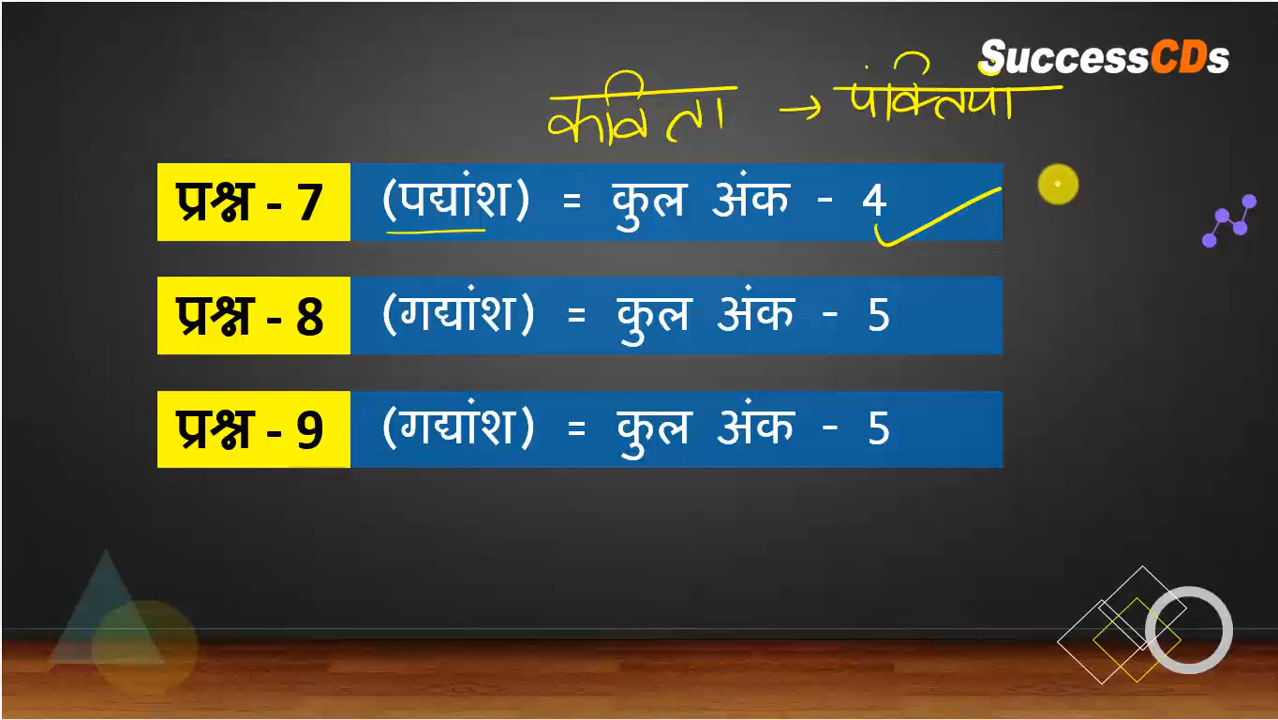 SuccessCDs
कविता → पंक्तियाँ
प्रश्न - 7 (पद्यांश) = कुल अंक - 4
प्रश्न - 8 (गद्यांश) = कुल अंक - 5
प्रश्न - 9 (गद्यांश) = कुल अंक - 5